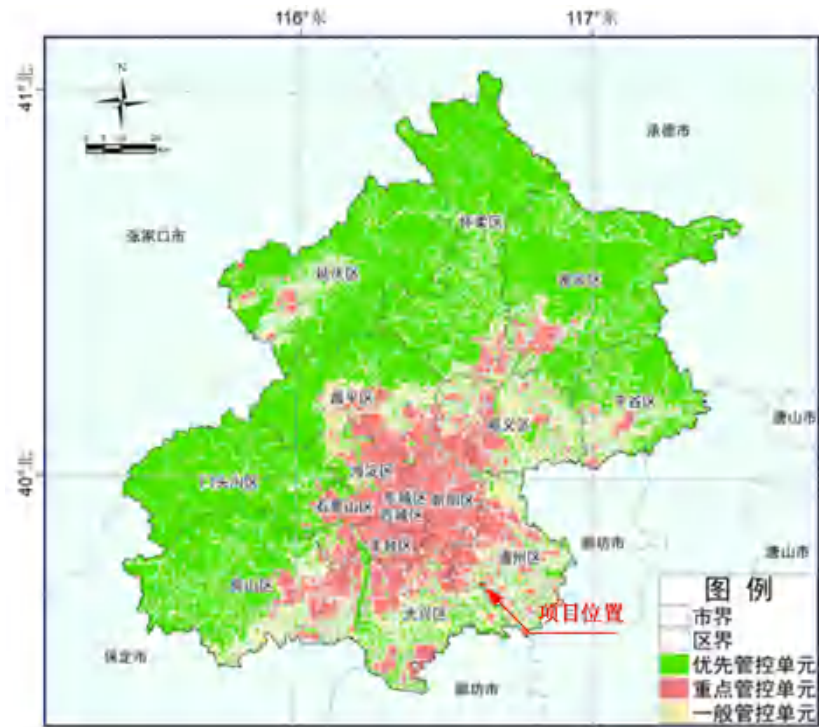 116°东
117°东
41°北
N
承德市
怀柔区
张家口市
延庆区
密云区
昌平区
顺义区
平谷区
唐山市
海淀区
40°北
门头沟区
石景山区
东城区
朝阳区
西城区
丰台区
通州区
廊坊市
唐山市
房山区
大兴区
项目位置
保定市
廊坊市
图 例
市界
区界
优先管控单元
重点管控单元
一般管控单元